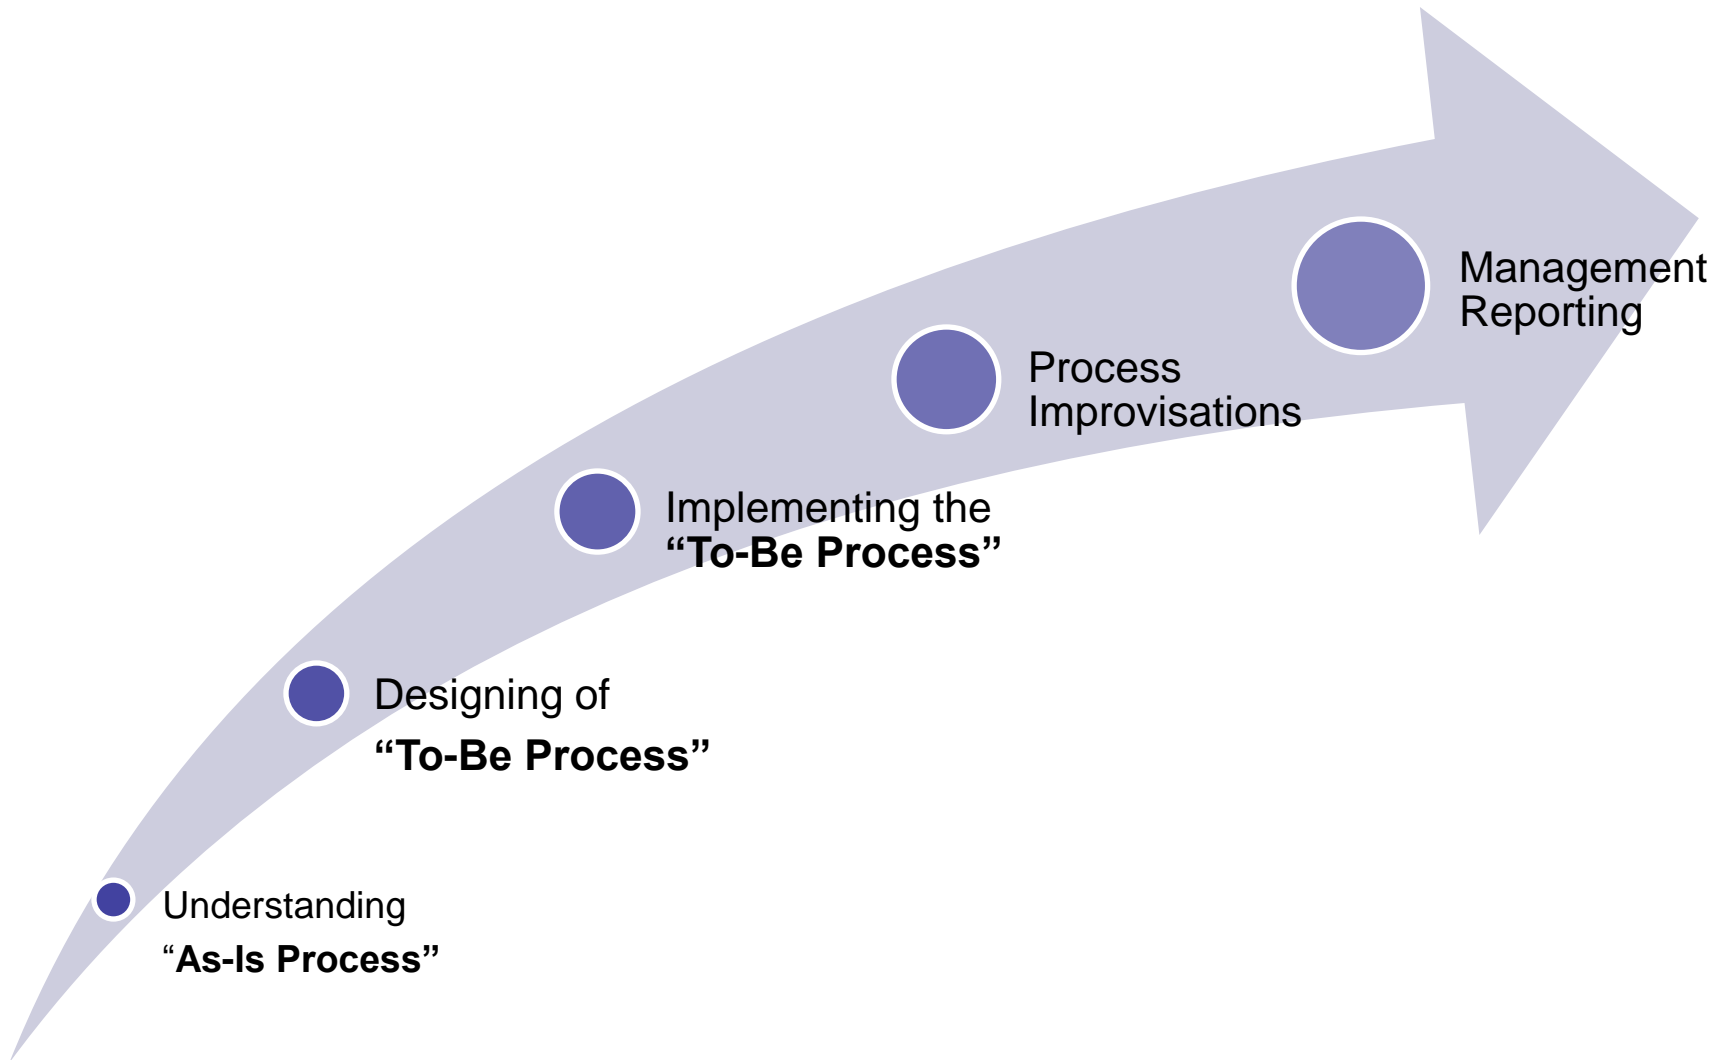 Management
Reporting
Process
Improvisations
Implementing the
“To-Be Process”
Designing of
“To-Be Process”
Understanding
“As-Is Process”